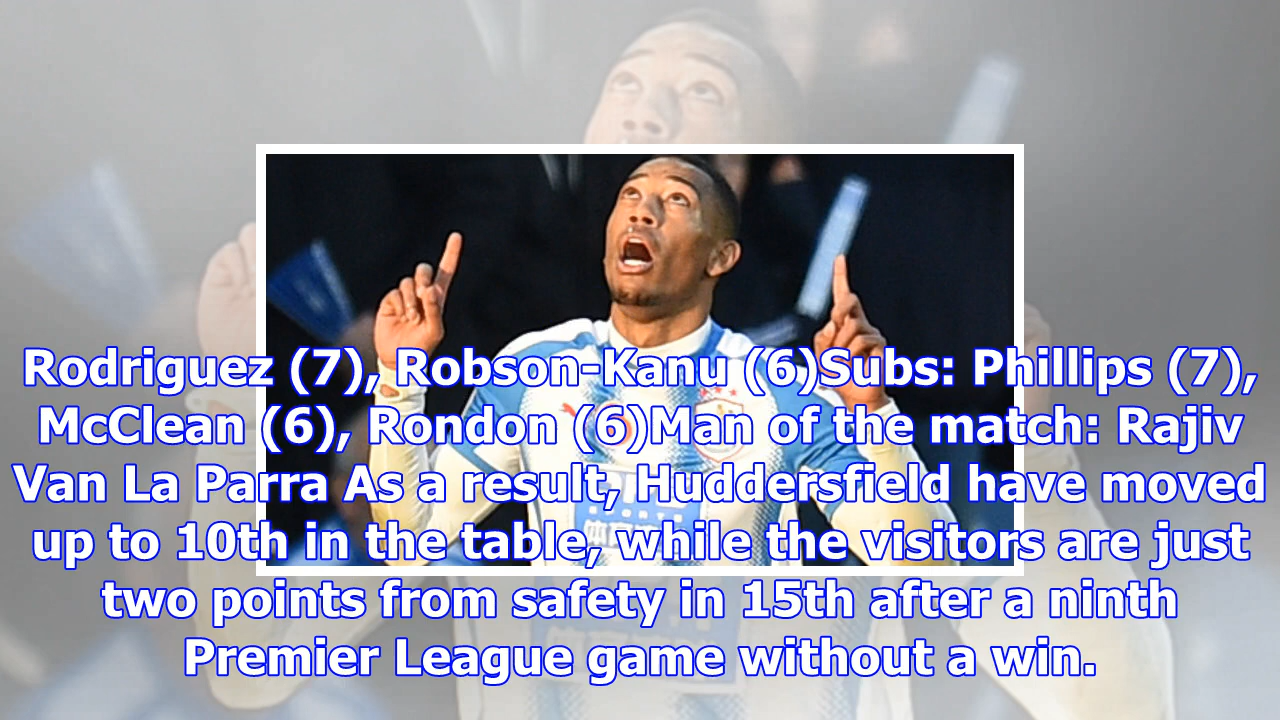 Rodriguez (7), Robson-Kanu (6)Subs: Phillips (7),
McClean (6), Rondon (6)Man of the match: Rajiv
Van La Parra As a result, Huddersfield have moved
up to 10th in the table, while the visitors are just
two points from safety in 15th after a ninth
Premier League game without a win.